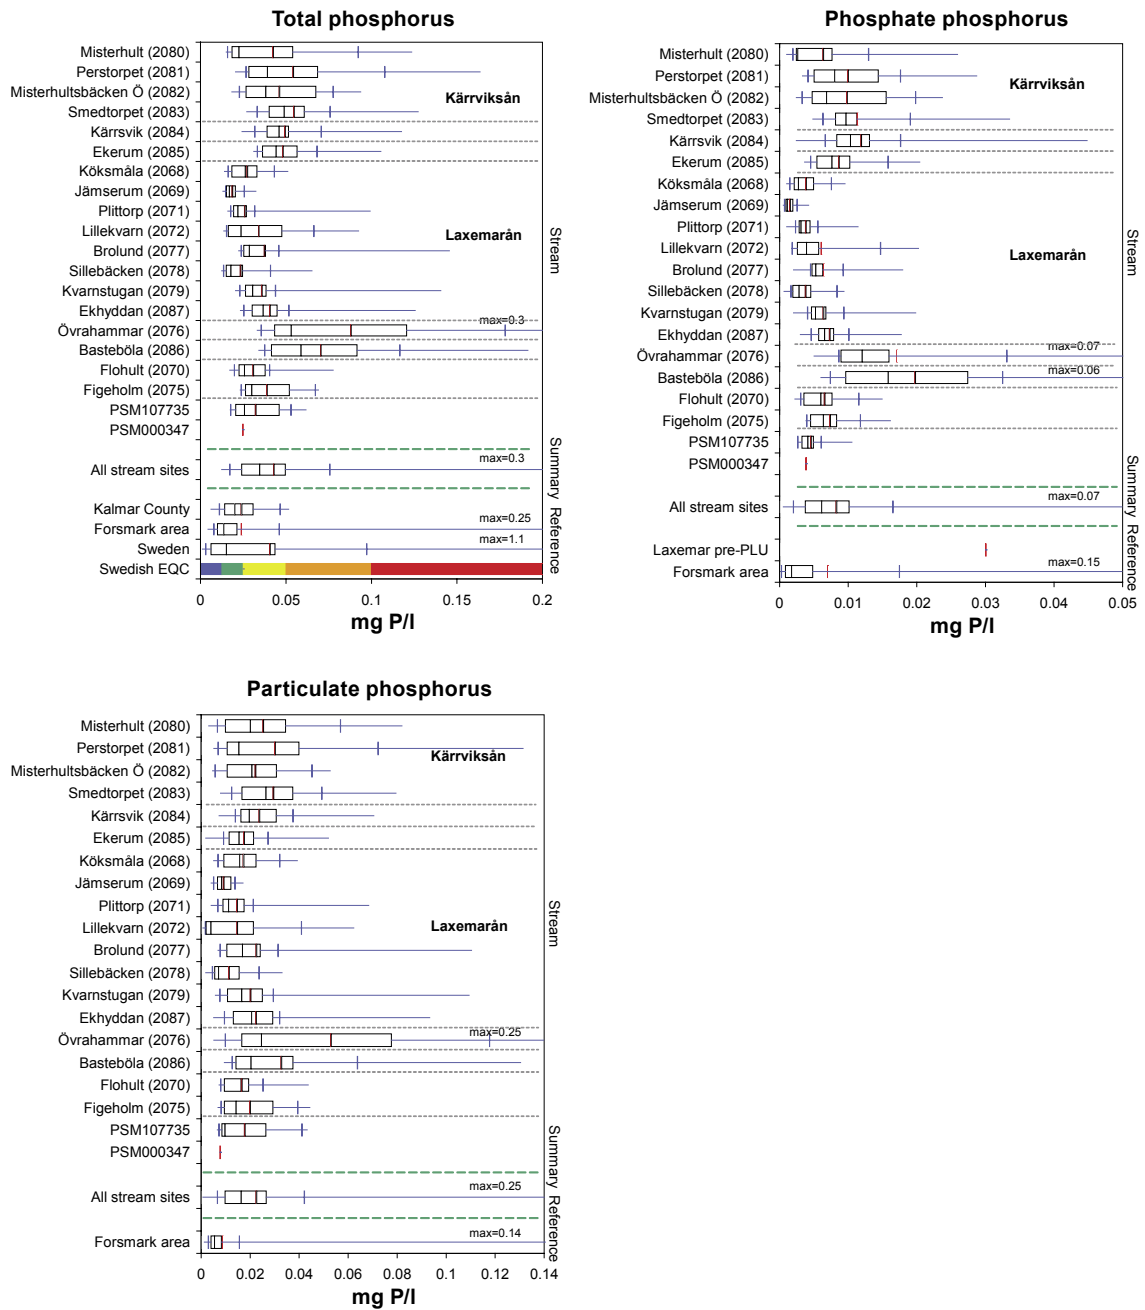 Total phosphorus
Misterhult (2080)
Perstorpet (2081)
Misterhultsbäcken Ö (2082)
Kärrviksån
Smedtorpet (2083)
Kärrsvik (2084)
Ekerum (2085)
Köksmåla (2068)
Jämserum (2069)
Plittorp (2071)
Lillekvarn (2072)
Laxemarån
Brolund (2077)
Sillebäcken (2078)
Kvarnstugan (2079)
Ekhyddan (2087)
max=0.3
Övrahammar (2076)
Basteböla (2086)
Flohult (2070)
Figeholm (2075)
PSM107735
PSM000347
Stream
max=0.3
All stream sites
Summary
Kalmar County
max=0.25
Forsmark area
max=1.1
Sweden
Swedish EQC
Reference
0 0.05 0.1 0.15 0.2
mg P/l
Phosphate phosphorus
Misterhult (2080)
Perstorpet (2081)
Kärrviksån
Misterhultsbäcken Ö (2082)
Smedtorpet (2083)
Kärrsvik (2084)
Ekerum (2085)
Köksmåla (2068)
Jämserum (2069)
Plittorp (2071)
Lillekvarn (2072)
Laxemarån
Brolund (2077)
Sillebäcken (2078)
Kvarnstugan (2079)
Ekhyddan (2087)
max=0.07
Övrahammar (2076)
max=0.06
Basteböla (2086)
Flohult (2070)
Figeholm (2075)
PSM107735
PSM000347
Stream
max=0.07
All stream sites
Summary
Laxemar pre-PLU
max=0.15
Forsmark area
Reference
0 0.01 0.02 0.03 0.04 0.05
mg P/l
Particulate phosphorus
Misterhult (2080)
Perstorpet (2081)
Kärrviksån
Misterhultsbäcken Ö (2082)
Smedtorpet (2083)
Kärrsvik (2084)
Ekerum (2085)
Köksmåla (2068)
Jämserum (2069)
Plittorp (2071)
Lillekvarn (2072)
Laxemarån
Brolund (2077)
Sillebäcken (2078)
Kvarnstugan (2079)
Ekhyddan (2087)
max=0.25
Övrahammar (2076)
Basteböla (2086)
Flohult (2070)
Figeholm (2075)
PSM107735
PSM000347
Stream
max=0.25
All stream sites
Summary
max=0.14
Forsmark area
Reference
0 0.02 0.04 0.06 0.08 0.1 0.12 0.14
mg P/l